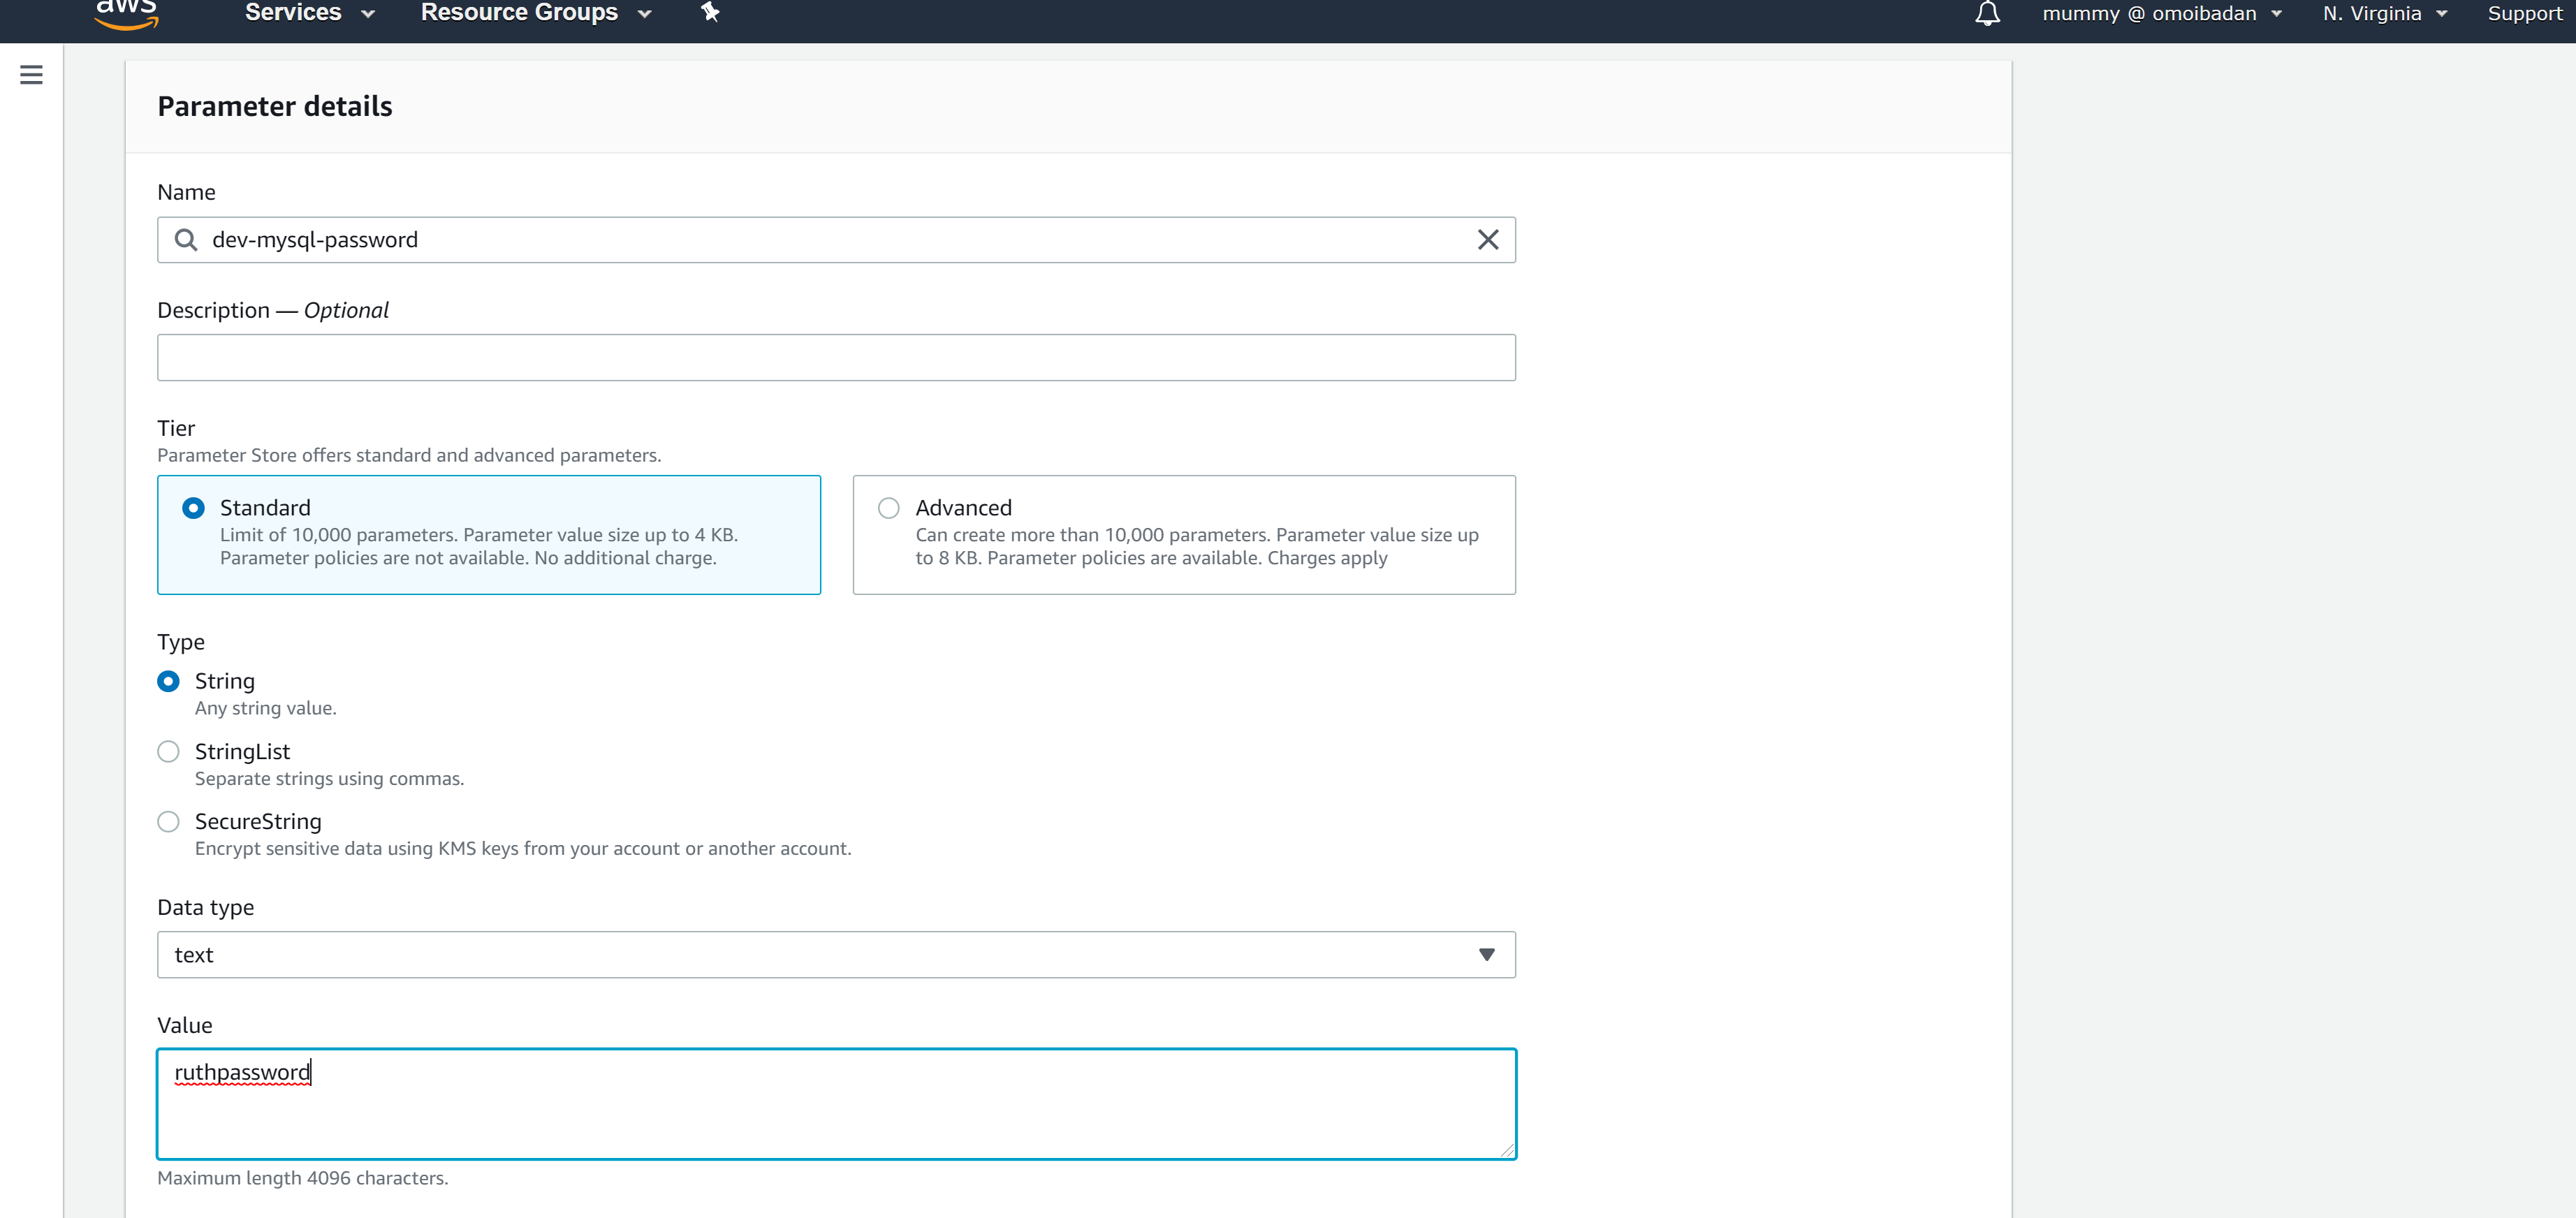 aws Services Resource Groups mummy @ omoibadan N. Virginia Support
Parameter details
Name
dev-mysql-password
Description — Optional
Tier
Parameter Store offers standard and advanced parameters.
Standard
Limit of 10,000 parameters. Parameter value size up to 4 KB.
Parameter policies are not available. No additional charge.
Advanced
Can create more than 10,000 parameters. Parameter value size up
to 8 KB. Parameter policies are available. Charges apply
Type
String
Any string value.
StringList
Separate strings using commas.
SecureString
Encrypt sensitive data using KMS keys from your account or another account.
Data type
text
Value
ruthpassword
Maximum length 4096 characters.